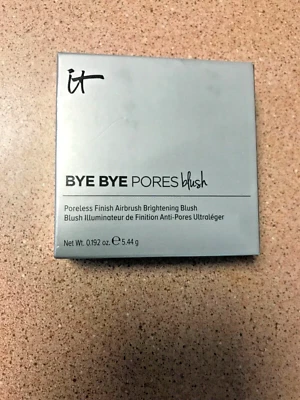 it
BYE BYE PORES blush
Poreless Finish Airbrush Brightening Blush
Blush Illuminateur de Finition Anti-Pores Ultraléger
Net Wt. 0.192 oz. ℮ 5.44 g